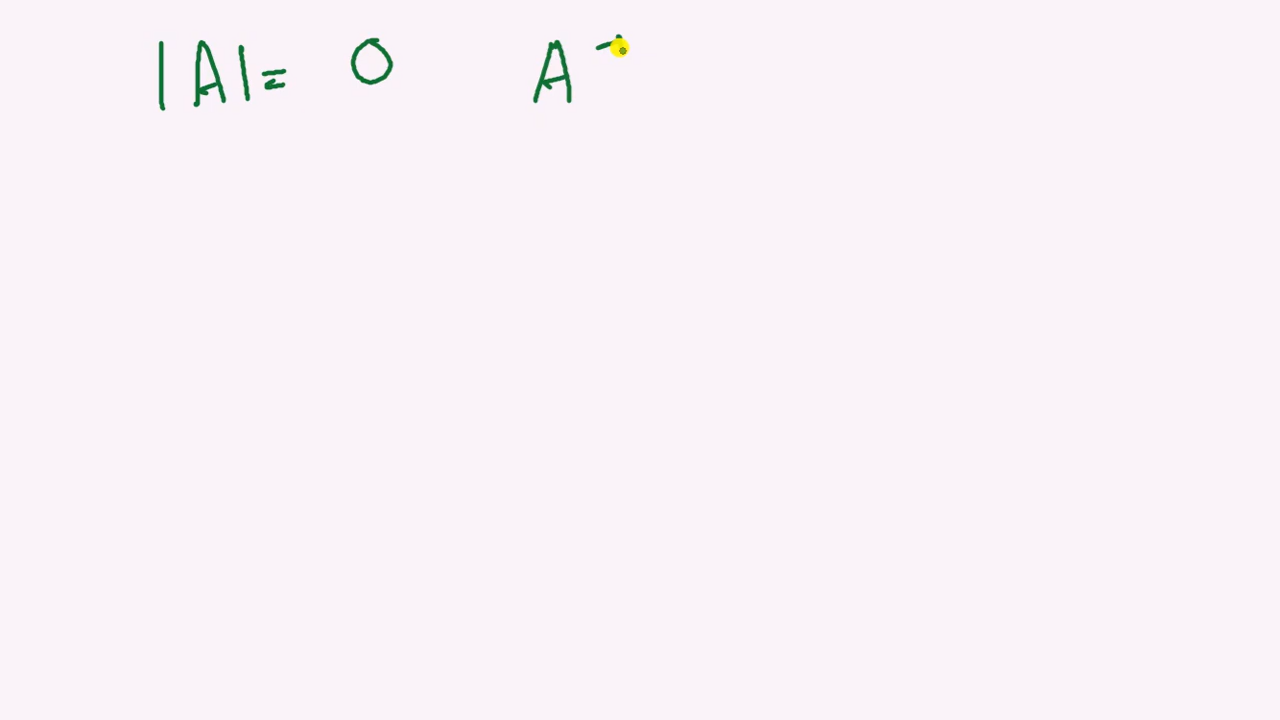 |A| = 0 A⁻